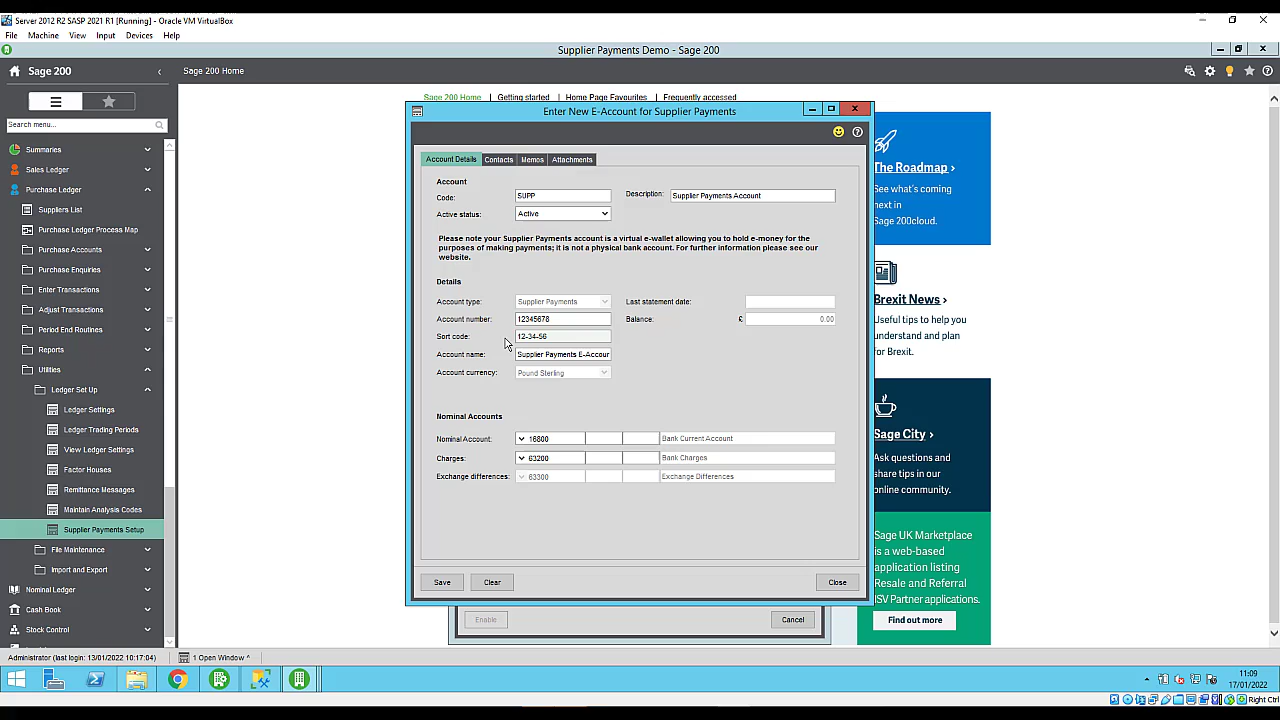 Server 2012 R2 SASP 2021 R1 [Running] - Oracle VM VirtualBox
File Machine View Input Devices Help
Supplier Payments Demo - Sage 200
Sage 200
Sage 200 Home
Search menu...
Summaries
Sales Ledger
Purchase Ledger
Suppliers List
Purchase Ledger Process Map
Purchase Accounts
Purchase Enquiries
Enter Transactions
Adjust Transactions
Period End Routines
Reports
Utilities
Ledger Set Up
Ledger Settings
Ledger Trading Periods
View Ledger Settings
Factor Houses
Remittance Messages
Maintain Analysis Codes
Supplier Payments Setup
File Maintenance
Import and Export
Nominal Ledger
Cash Book
Stock Control
Sage 200 Home | Getting started | Home Page Favourites | Frequently accessed
Enter New E-Account for Supplier Payments
Account Details Contacts Memos Attachments
Account
Code: SUPP Description: Supplier Payments Account
Active status: Active
Please note your Supplier Payments account is a virtual e-wallet allowing you to hold e-money for the
purposes of making payments; it is not a physical bank account. For further information please see our
website.
Details
Account type: Supplier Payments Last statement date:
Account number: 12345678 Balance: £ 0.00
Sort code: 12-34-56
Account name: Supplier Payments E-Accour
Account currency: Pound Sterling
Nominal Accounts
Nominal Account: 16800 Bank Current Account
Charges: 63200 Bank Charges
Exchange differences: 63300 Exchange Differences
Save Clear Close
Enable Cancel
The Roadmap ›
See what's coming
next in
Sage 200cloud.
Brexit News ›
Useful tips to help you
understand and plan
for Brexit.
Sage City ›
Ask questions and
share tips in our
online community.
Sage UK Marketplace
is a web-based
application listing
Resale and Referral
ISV Partner applications.
Find out more
Administrator (last login: 13/01/2022 10:17:04) 1 Open Window ^
11:09
17/01/2022
Right Ctrl